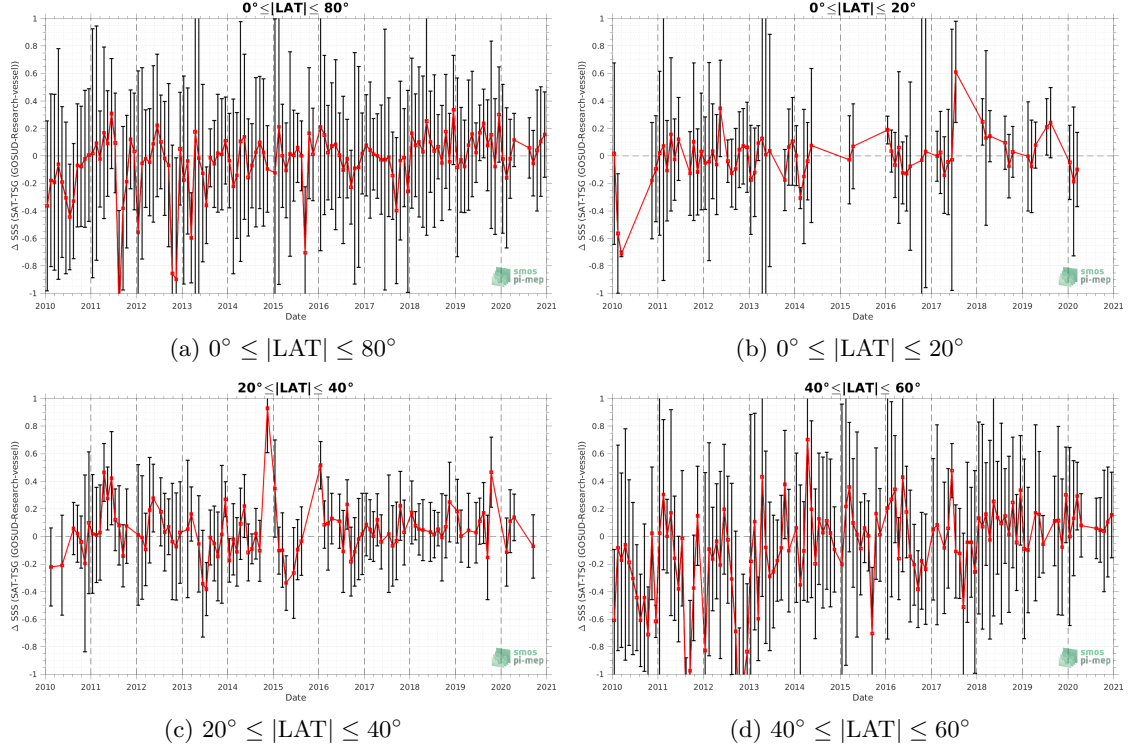 0°≤|LAT|≤ 80°
1
0.8
0.6
0.4
0.2
0
-0.2
-0.4
-0.6
-0.8
-1
Δ SSS (SAT-TSG (GOSUD-Research-vessel))
2010 2011 2012 2013 2014 2015 2016 2017 2018 2019 2020 2021
Date
smos
pi-mep
(a) 0° ≤ |LAT| ≤ 80°
0°≤|LAT|≤ 20°
1
0.8
0.6
0.4
0.2
0
-0.2
-0.4
-0.6
-0.8
-1
Δ SSS (SAT-TSG (GOSUD-Research-vessel))
2010 2011 2012 2013 2014 2015 2016 2017 2018 2019 2020 2021
Date
smos
pi-mep
(b) 0° ≤ |LAT| ≤ 20°
20°≤|LAT|≤ 40°
1
0.8
0.6
0.4
0.2
0
-0.2
-0.4
-0.6
-0.8
-1
Δ SSS (SAT-TSG (GOSUD-Research-vessel))
2010 2011 2012 2013 2014 2015 2016 2017 2018 2019 2020 2021
Date
smos
pi-mep
(c) 20° ≤ |LAT| ≤ 40°
40°≤|LAT|≤ 60°
1
0.8
0.6
0.4
0.2
0
-0.2
-0.4
-0.6
-0.8
-1
Δ SSS (SAT-TSG (GOSUD-Research-vessel))
2010 2011 2012 2013 2014 2015 2016 2017 2018 2019 2020 2021
Date
smos
pi-mep
(d) 40° ≤ |LAT| ≤ 60°